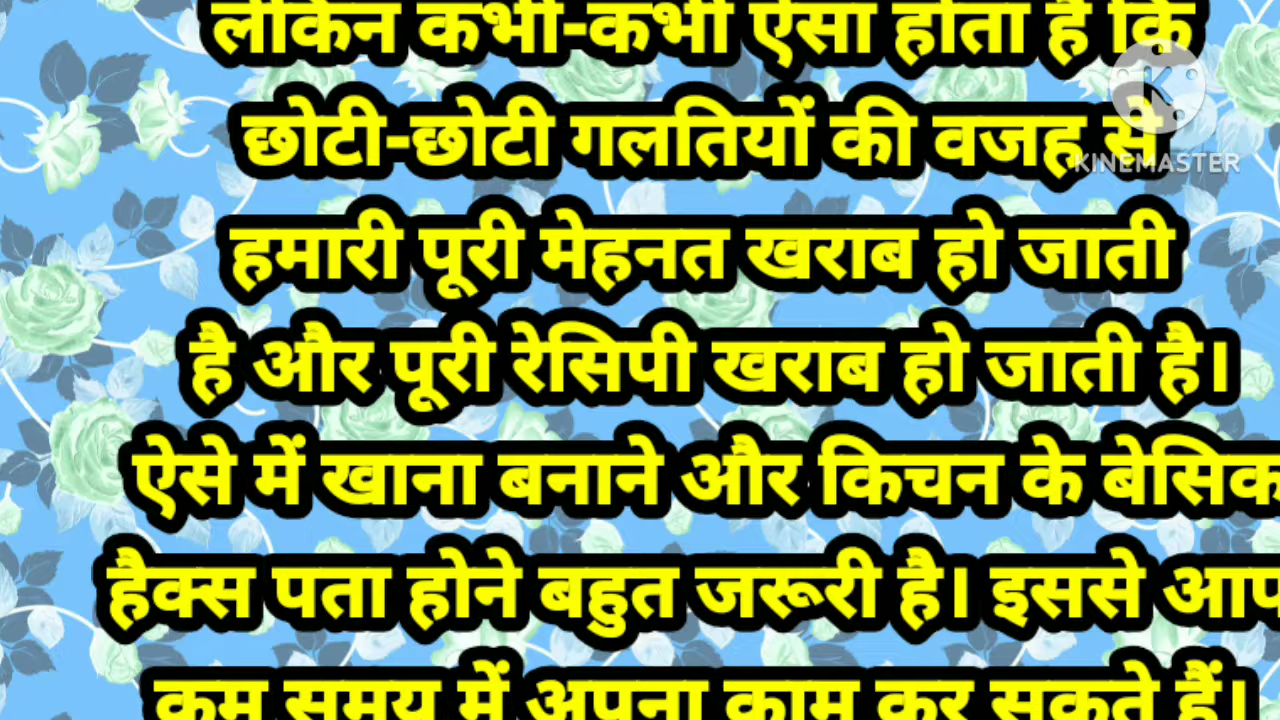 लेकिन कभी-कभी ऐसा होता है कि
छोटी-छोटी गलतियों की वजह से
KINEMASTER
हमारी पूरी मेहनत खराब हो जाती
है और पूरी रेसिपी खराब हो जाती है।
ऐसे में खाना बनाने और किचन के बेसिक
हैक्स पता होने बहुत जरूरी है। इससे आप
कम समय में अपना काम कर सकते हैं।